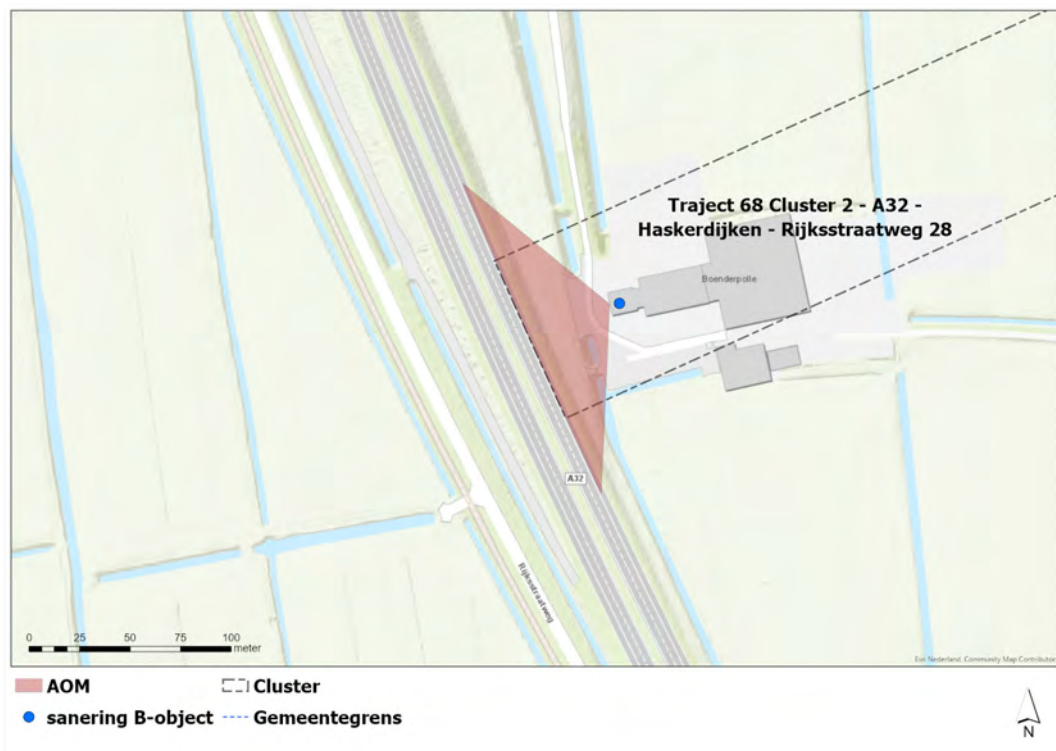 Traject 68 Cluster 2 - A32 -
Haskerdijken - Rijksstraatweg 28
Boenderpolle
A32
Rijksstraatweg
0 25 50 75 100
meter
Esri Nederland, Community Map Contributors
AOM
Cluster
sanering B-object
Gemeentegrens
N